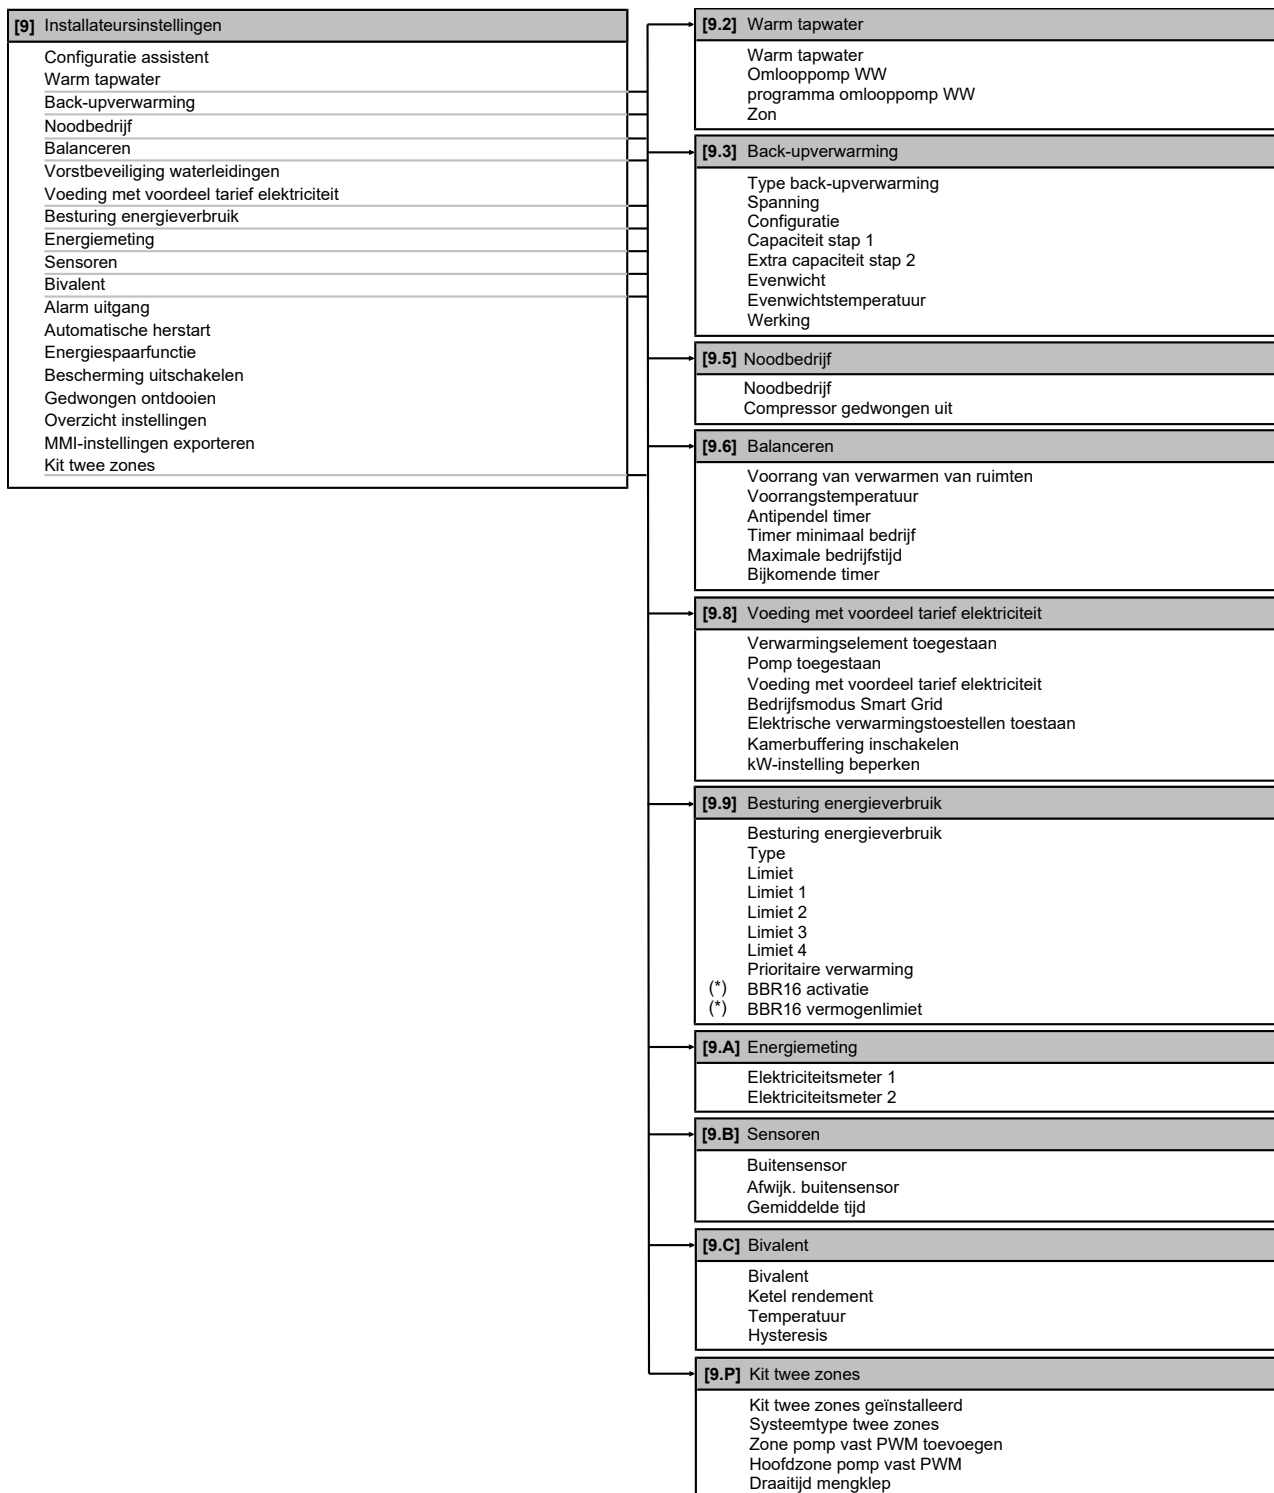 [9] Installateursinstellingen
Configuratie assistent
Warm tapwater
Back-upverwarming
Noodbedrijf
Balanceren
Vorstbeveiliging waterleidingen
Voeding met voordeel tarief elektriciteit
Besturing energieverbruik
Energiemeting
Sensoren
Bivalent
Alarm uitgang
Automatische herstart
Energiespaarfunctie
Bescherming uitschakelen
Gedwongen ontdooien
Overzicht instellingen
MMI-instellingen exporteren
Kit twee zones
[9.2] Warm tapwater
Warm tapwater
Omlooppomp WW
programma omlooppomp WW
Zon
[9.3] Back-upverwarming
Type back-upverwarming
Spanning
Configuratie
Capaciteit stap 1
Extra capaciteit stap 2
Evenwicht
Evenwichtstemperatuur
Werking
[9.5] Noodbedrijf
Noodbedrijf
Compressor gedwongen uit
[9.6] Balanceren
Voorrang van verwarmen van ruimten
Voorrangstemperatuur
Antipendel timer
Timer minimaal bedrijf
Maximale bedrijfstijd
Bijkomende timer
[9.8] Voeding met voordeel tarief elektriciteit
Verwarmingselement toegestaan
Pomp toegestaan
Voeding met voordeel tarief elektriciteit
Bedrijfsmodus Smart Grid
Elektrische verwarmingstoestellen toestaan
Kamerbuffering inschakelen
kW-instelling beperken
[9.9] Besturing energieverbruik
Besturing energieverbruik
Type
Limiet
Limiet 1
Limiet 2
Limiet 3
Limiet 4
Prioritaire verwarming
(*) BBR16 activatie
(*) BBR16 vermogenlimiet
[9.A] Energiemeting
Elektriciteitsmeter 1
Elektriciteitsmeter 2
[9.B] Sensoren
Buitensensor
Afwijk. buitensensor
Gemiddelde tijd
[9.C] Bivalent
Bivalent
Ketel rendement
Temperatuur
Hysteresis
[9.P] Kit twee zones
Kit twee zones geïnstalleerd
Systeemtype twee zones
Zone pomp vast PWM toevoegen
Hoofdzone pomp vast PWM
Draaitijd mengklep